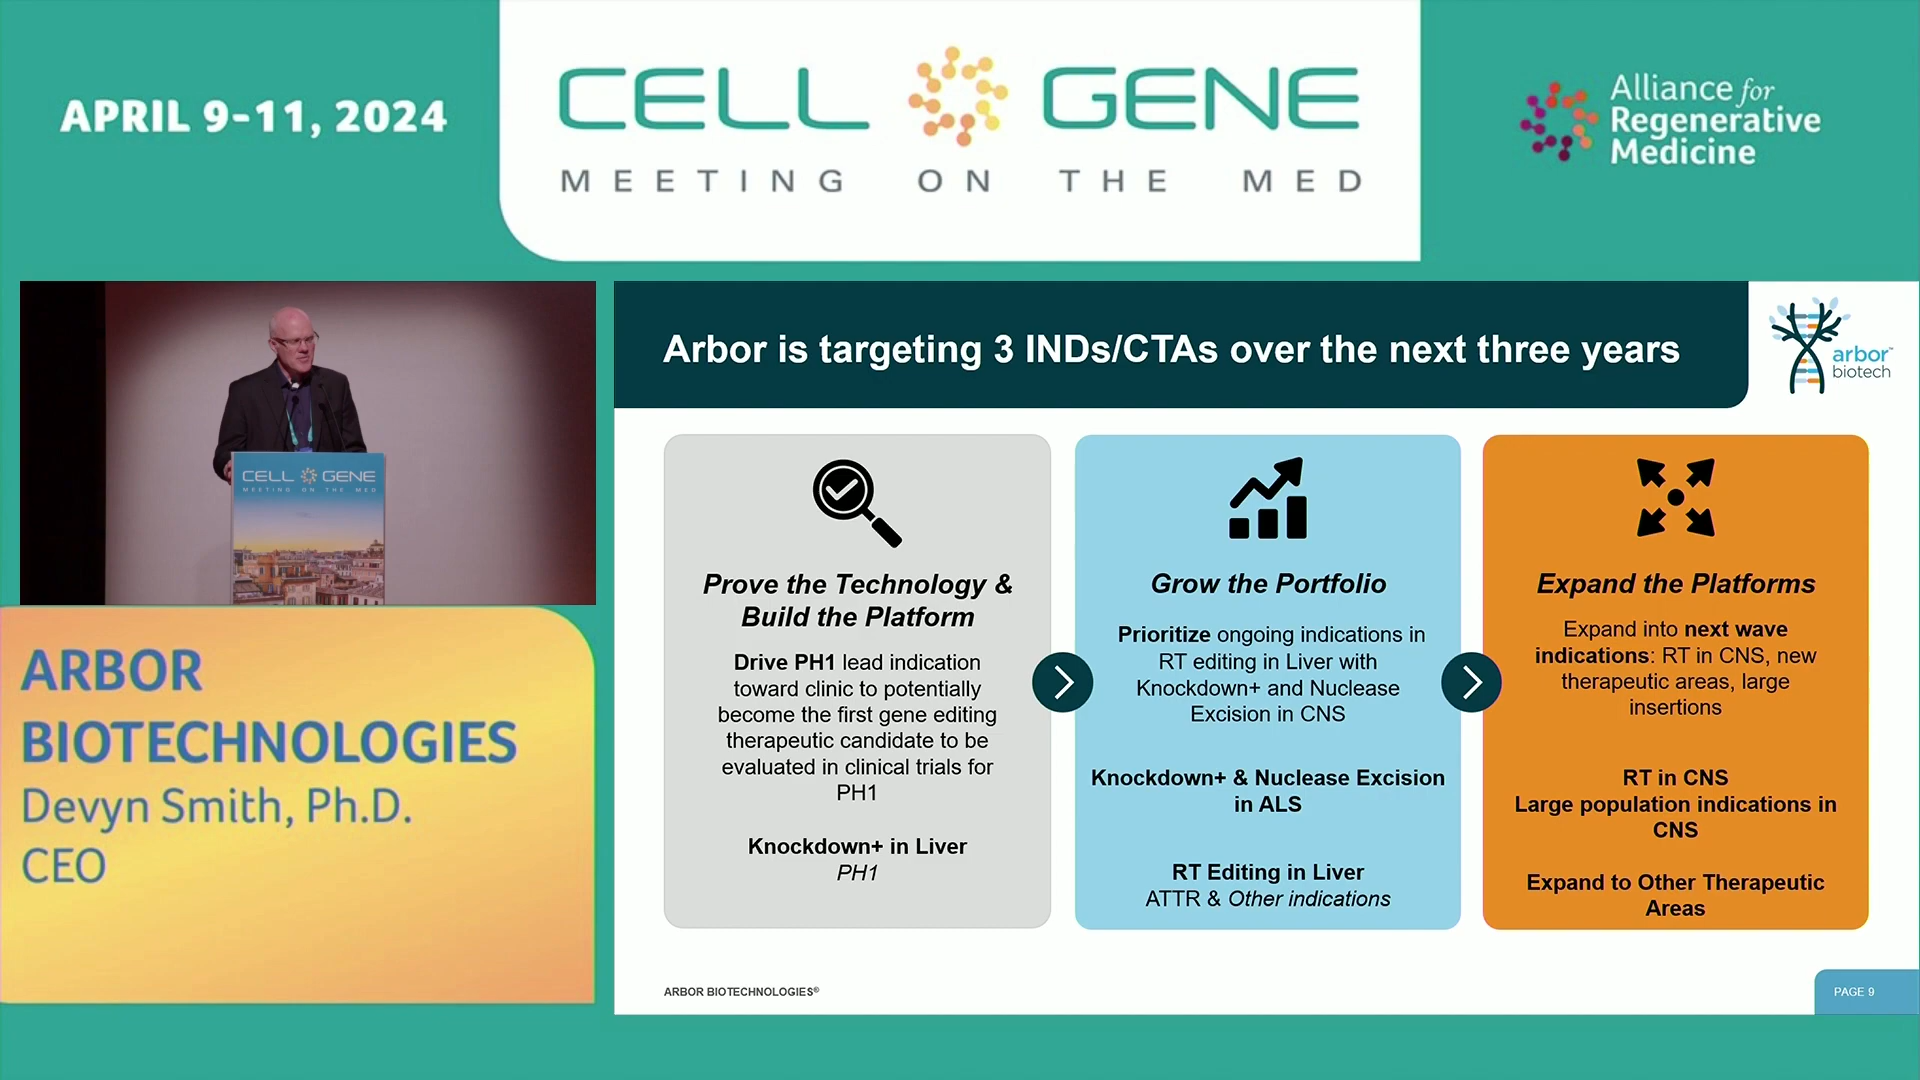 APRIL 9-11, 2024
CELL GENE
MEETING ON THE MED
Alliance for
Regenerative
Medicine
CELL GENE
MEETING ON THE MED
ARBOR
BIOTECHNOLOGIES
Devyn Smith, Ph.D.
CEO
Arbor is targeting 3 INDs/CTAs over the next three years
arbor™
biotech
Prove the Technology &
Build the Platform
Drive PH1 lead indication
toward clinic to potentially
become the first gene editing
therapeutic candidate to be
evaluated in clinical trials for
PH1
Knockdown+ in Liver
PH1
Grow the Portfolio
Prioritize ongoing indications in
RT editing in Liver with
Knockdown+ and Nuclease
Excision in CNS
Knockdown+ & Nuclease Excision
in ALS
RT Editing in Liver
ATTR & Other indications
Expand the Platforms
Expand into next wave
indications: RT in CNS, new
therapeutic areas, large
insertions
RT in CNS
Large population indications in
CNS
Expand to Other Therapeutic
Areas
ARBOR BIOTECHNOLOGIES®
PAGE 9